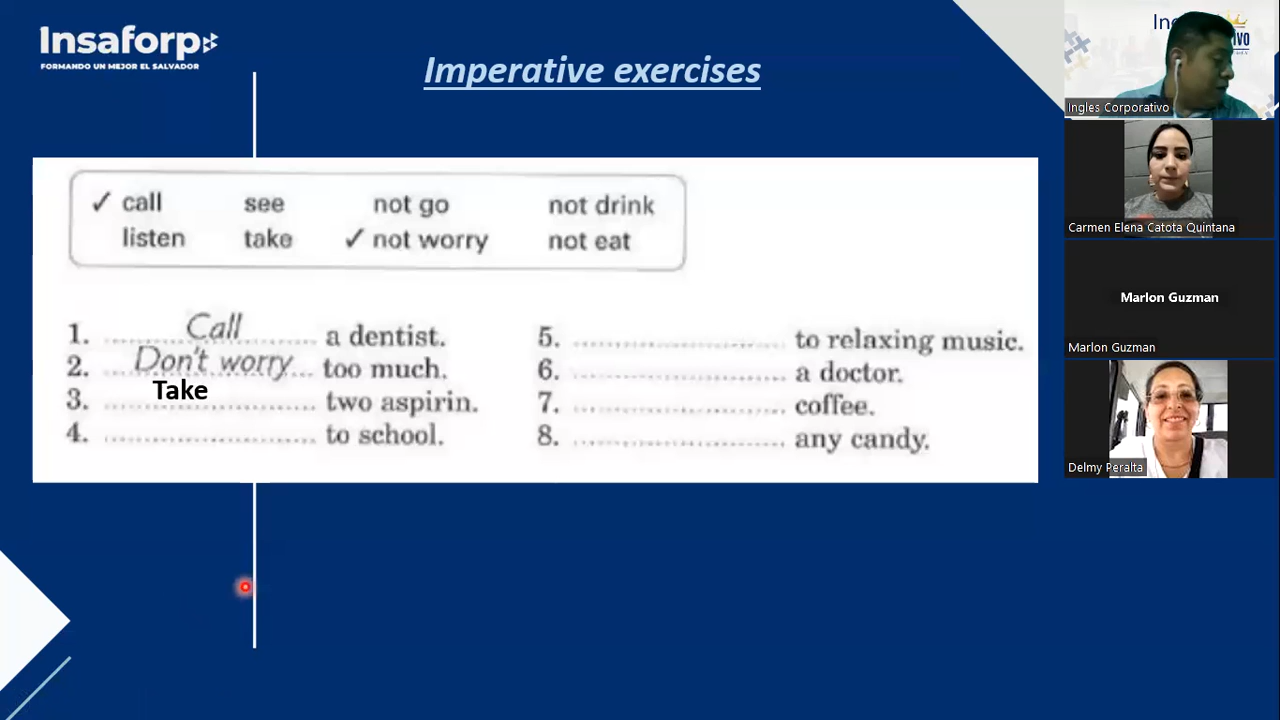 Insaforp
FORMANDO UN MEJOR EL SALVADOR
Imperative exercises
✓ call see not go not drink
listen take ✓ not worry not eat
1. Call a dentist.
2. Don't worry too much.
3. Take two aspirin.
4. to school.
5. to relaxing music.
6. a doctor.
7. coffee.
8. any candy.
Ingles Corporativo
Carmen Elena Catota Quintana
Marlon Guzman
Marlon Guzman
Delmy Peralta